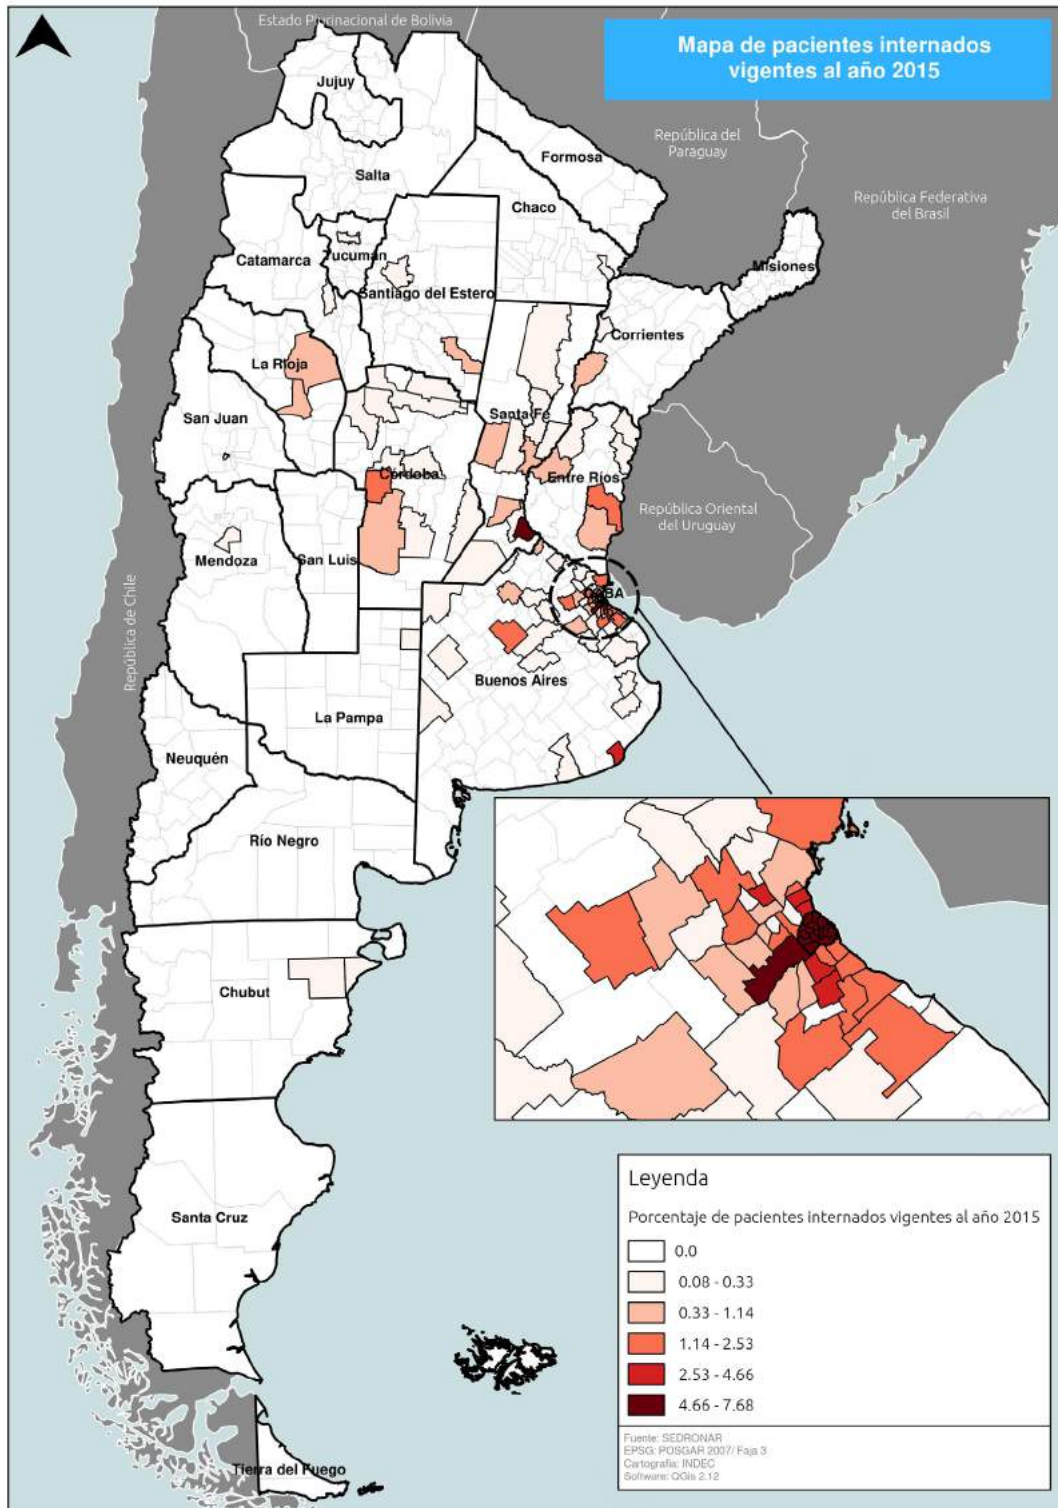 Estado Plurinacional de Bolivia
Mapa de pacientes internados
vigentes al año 2015
Jujuy
República del
Paraguay
Formosa
Salta
República Federativa
del Brasil
Chaco
Tucumán
Catamarca
Misiones
Santiago del Estero
Corrientes
La Rioja
San Juan
Santa Fé
Córdoba
Entre Ríos
República Oriental
del Uruguay
Mendoza
San Luis
CABA
República de Chile
Buenos Aires
La Pampa
Neuquén
Río Negro
Chubut
Santa Cruz
Tierra del Fuego
Leyenda
Porcentaje de pacientes internados vigentes al año 2015
0.0
0.08 - 0.33
0.33 - 1.14
1.14 - 2.53
2.53 - 4.66
4.66 - 7.68
Fuente: SEDRONAR
EPSG: POSGAR 2007/ Faja 3
Cartografía: INDEC
Software: QGis 2.12